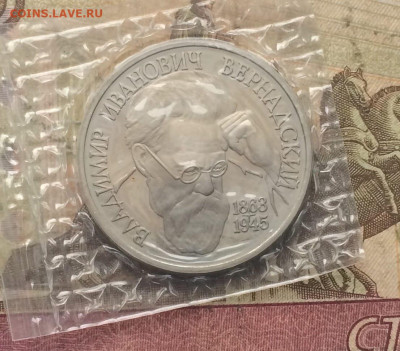 COINS.LAVE.RU
ВЛАДИМИР ИВАНОВИЧ ВЕРНАДСКИЙ
1863
1945
СТ